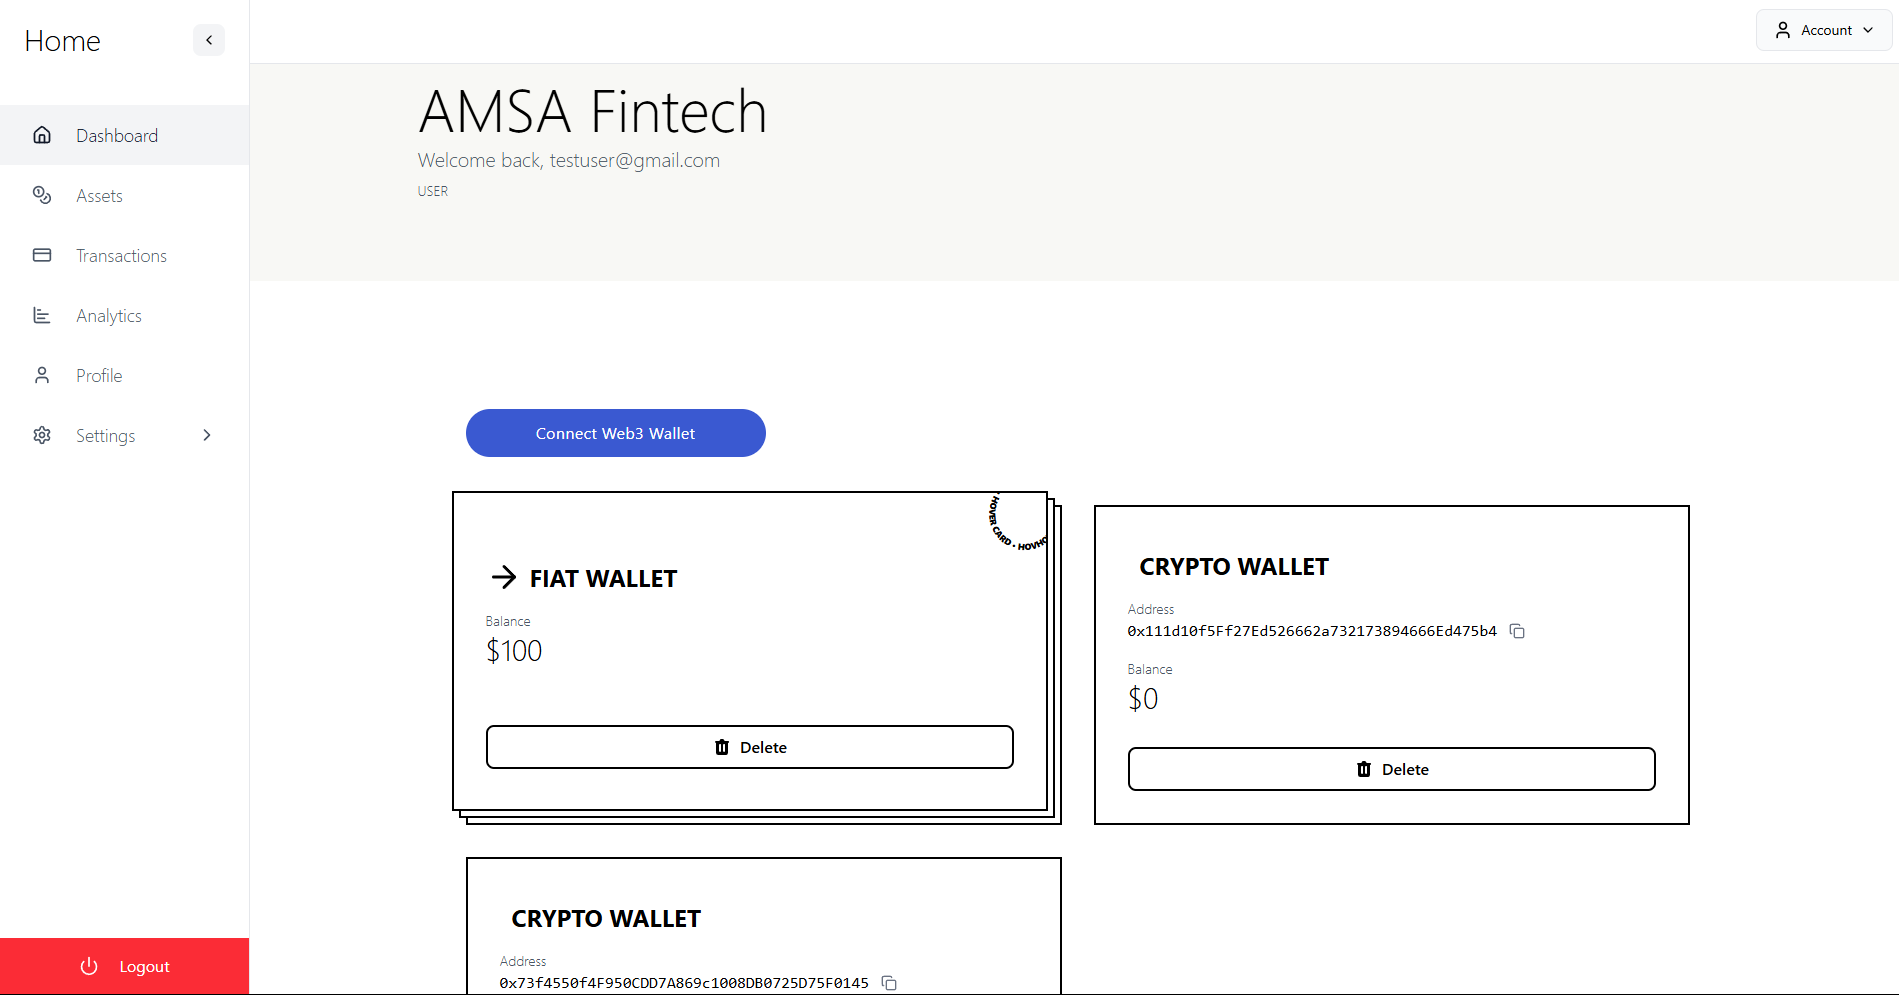 Home
Account
Dashboard
Assets
Transactions
Analytics
Profile
Settings
Logout
AMSA Fintech
Welcome back, testuser@gmail.com
USER
Connect Web3 Wallet
HOVER CARD •
FIAT WALLET
Balance
$100
Delete
CRYPTO WALLET
Address
0x111d10f5Ff27Ed526662a732173894666Ed475b4
Balance
$0
Delete
CRYPTO WALLET
Address
0x73f4550f4F950CDD7A869c1008DB0725D75F0145